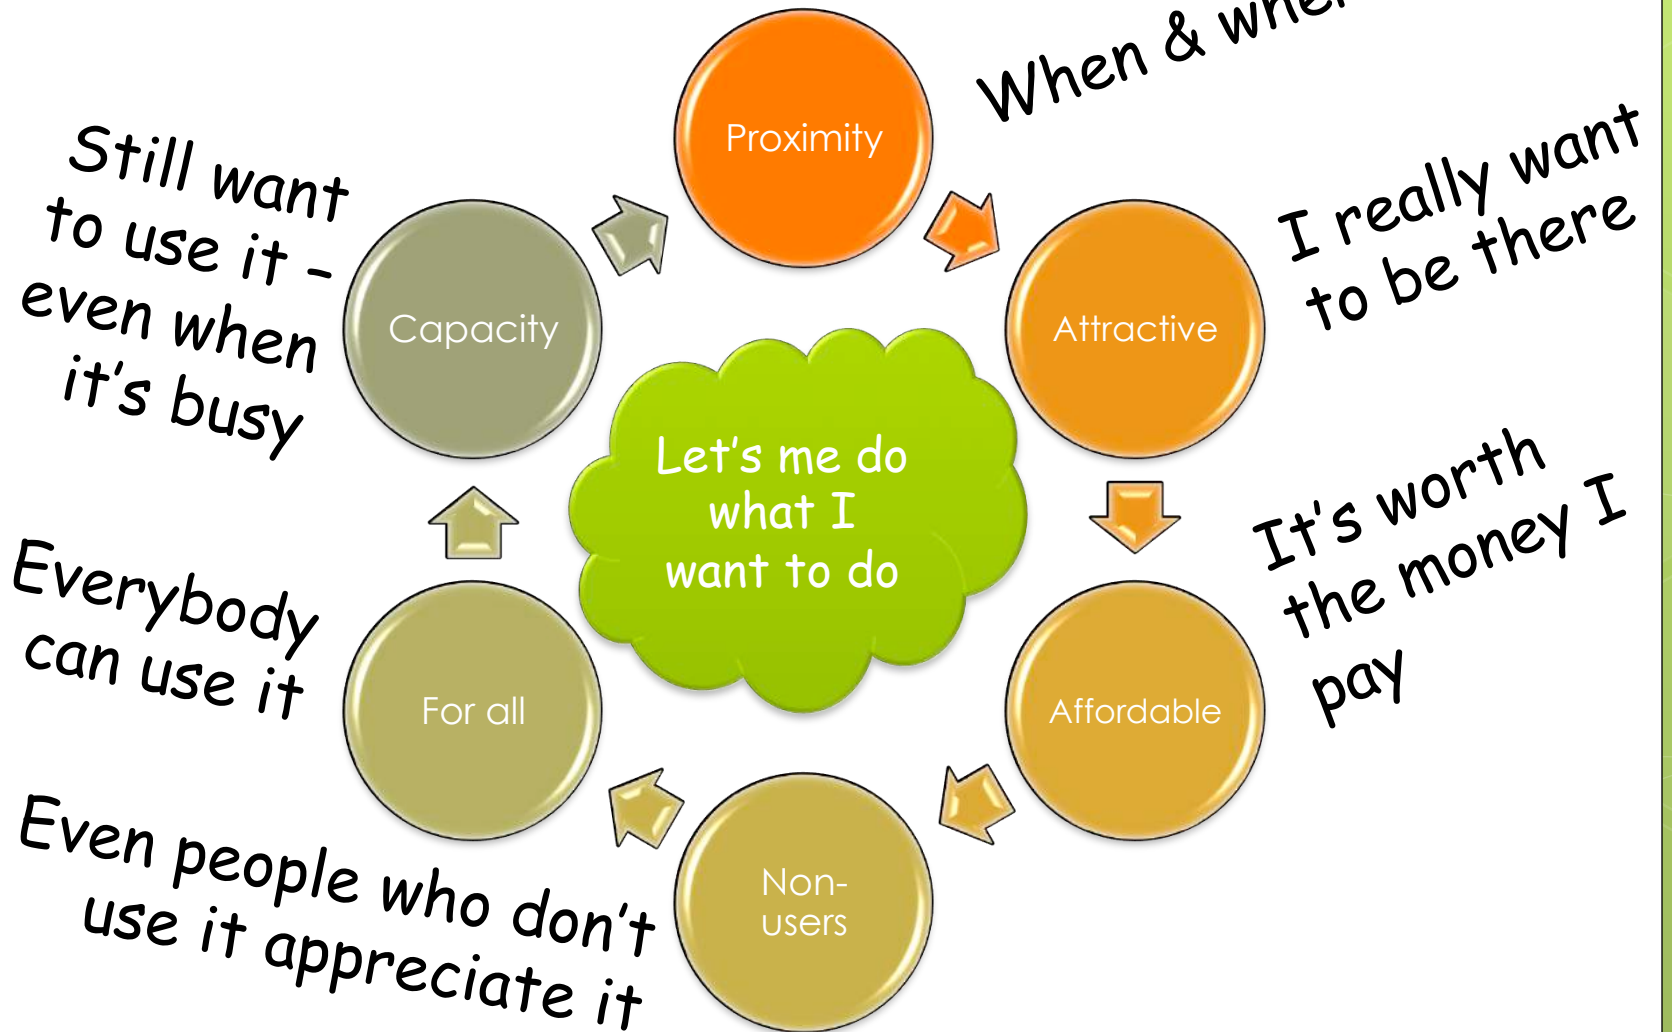 Proximity
When &
Attractive
I really want
to be there
Affordable
It's worth
the money I
pay
Non-
users
Even people who don't
use it appreciate it
For all
Everybody
can use it
Capacity
Still want
to use it –
even when
it's busy
Let's me do
what I
want to do